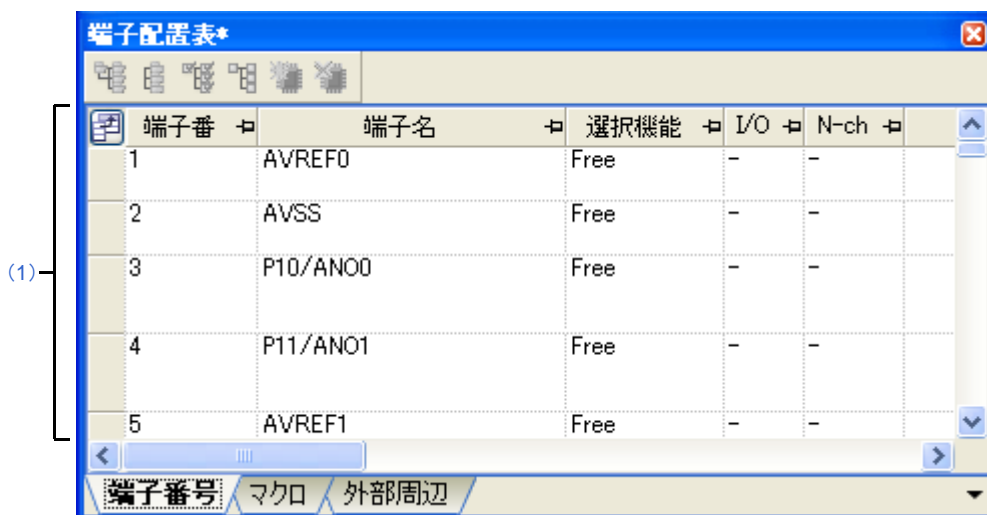 端子配置表*
端子番 端子名 選択機能 I/O N-ch
1 AVREF0 Free - -
2 AVSS Free - -
(1)
3 P10/ANO0 Free - -
4 P11/ANO1 Free - -
5 AVREF1 Free - -
端子番号 マクロ 外部周辺